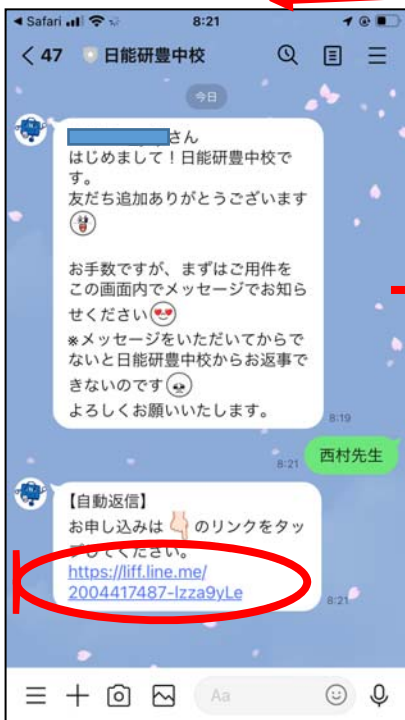 Safari
8:21
47
日能研豊中校
今日
さん
はじめまして！日能研豊中校で
す。
友だち追加ありがとうございます
お手数ですが、まずはご用件を
この画面内でメッセージでお知ら
せください
※メッセージをいただいてからで
ないと日能研豊中校からお返事で
きないのです
よろしくお願いいたします。
8:19
西村先生
8:21
【自動返信】
お申し込みは のリンクをタッ
プしてください。
https://liff.line.me/
2004417487-lzza9yLe
8:21
Aa